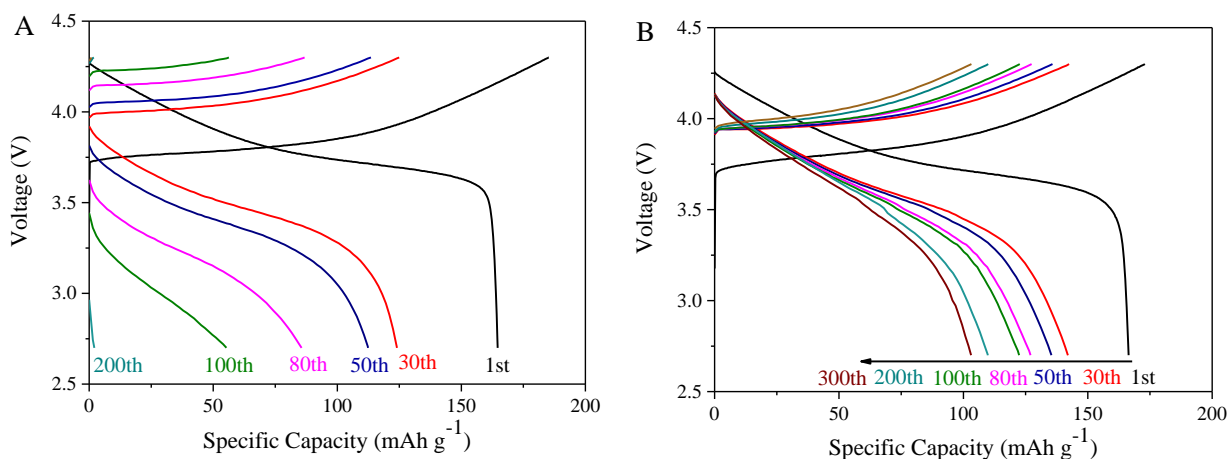 A
4.5
4.0
3.5
3.0
2.5
Voltage (V)
200th 100th 80th 50th 30th 1st
0 50 100 150 200
Specific Capacity (mAh g⁻¹)
B
4.5
4.0
3.5
3.0
2.5
Voltage (V)
300th 200th 100th 80th 50th 30th 1st
0 50 100 150 200
Specific Capacity (mAh g⁻¹)